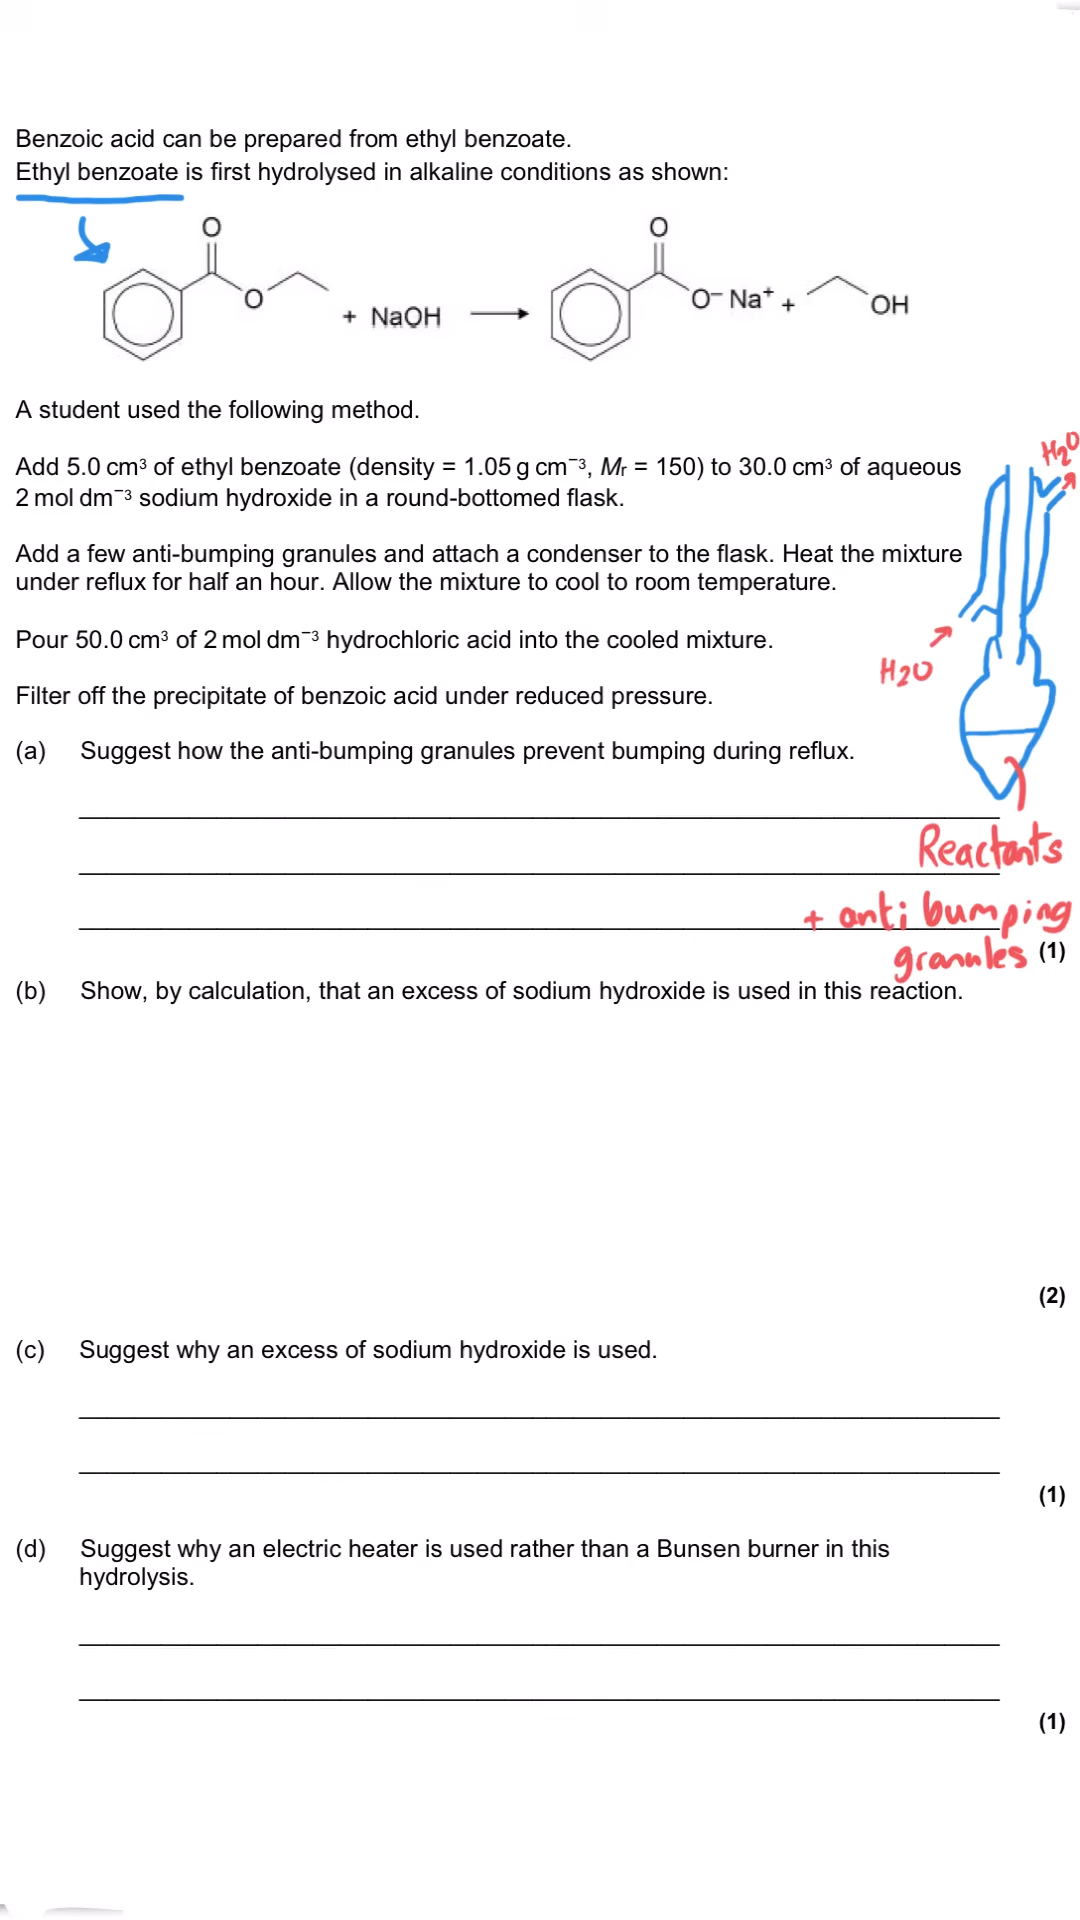 Benzoic acid can be prepared from ethyl benzoate.
Ethyl benzoate is first hydrolysed in alkaline conditions as shown:
O
O
+ NaOH
O
O⁻ Na⁺ +
OH
A student used the following method.
Add 5.0 cm³ of ethyl benzoate (density = 1.05 g cm⁻³, Mr = 150) to 30.0 cm³ of aqueous
2 mol dm⁻³ sodium hydroxide in a round-bottomed flask.
H₂O
Add a few anti-bumping granules and attach a condenser to the flask. Heat the mixture
under reflux for half an hour. Allow the mixture to cool to room temperature.
Pour 50.0 cm³ of 2 mol dm⁻³ hydrochloric acid into the cooled mixture.
H2O
Filter off the precipitate of benzoic acid under reduced pressure.
(a) Suggest how the anti-bumping granules prevent bumping during reflux.
Reactants
+ anti bumping
granules
(1)
(b) Show, by calculation, that an excess of sodium hydroxide is used in this reaction.
(2)
(c) Suggest why an excess of sodium hydroxide is used.
(1)
(d) Suggest why an electric heater is used rather than a Bunsen burner in this
hydrolysis.
(1)